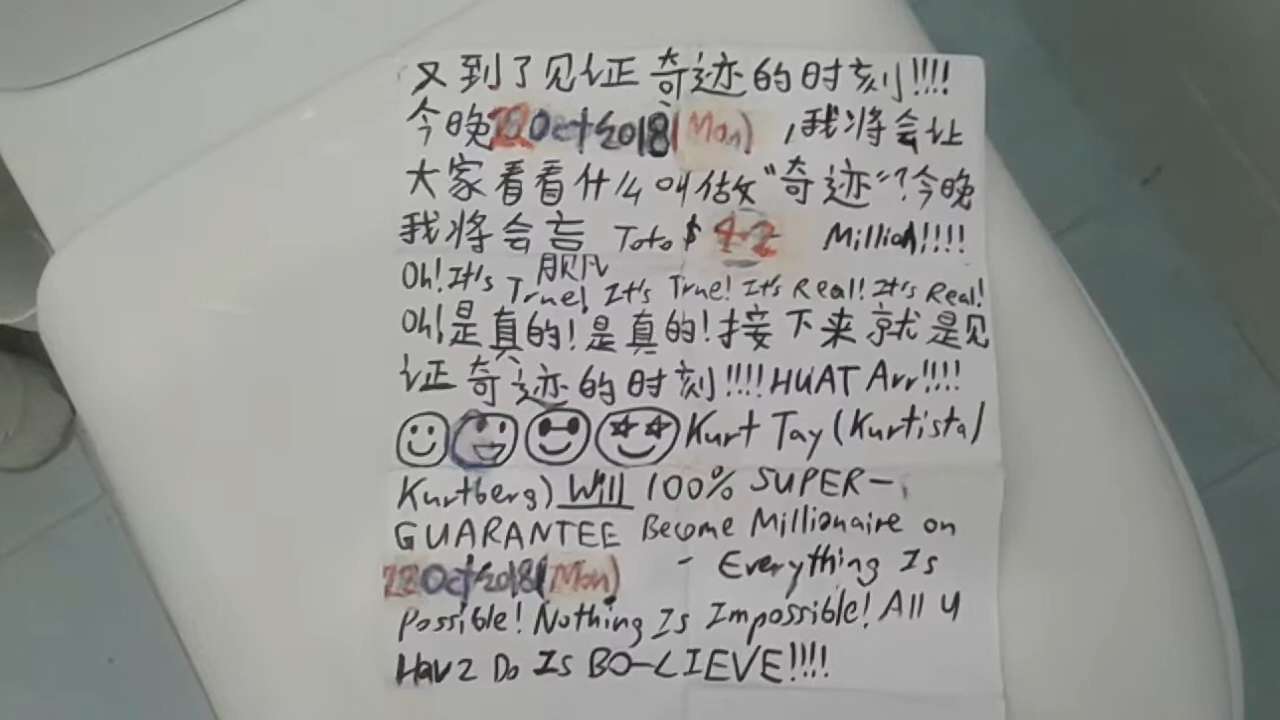 又到了见证奇迹的时刻!!!!
今晚22Oct2018(Mon),我将会让
大家看看什么叫做"奇迹"?今晚
我将会赢 Toto $ 4.2 Million!!!!
Oh! It's True! It's True! It's Real! It's Real!
Oh!是真的!是真的!接下来就是见
证奇迹的时刻!!!!HUAT Arr!!!!
Kurt Tay (Kurtista)
Kurtberg) Will 100% SUPER-
GUARANTEE Become Millionaire on
22Oct2018(Mon) - Everything Is
Possible! Nothing Is Impossible! All U
Hav 2 Do Is BO-LIEVE!!!!